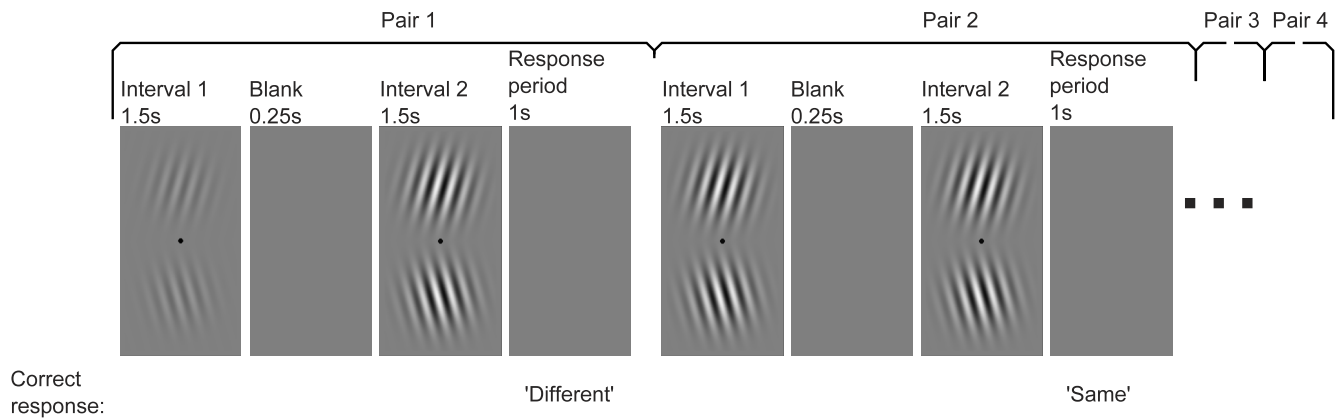 Pair 1
Pair 2
Pair 3
Pair 4
Interval 1
1.5s
Blank
0.25s
Interval 2
1.5s
Response
period
1s
Interval 1
1.5s
Blank
0.25s
Interval 2
1.5s
Response
period
1s
Correct
response:
'Different'
'Same'